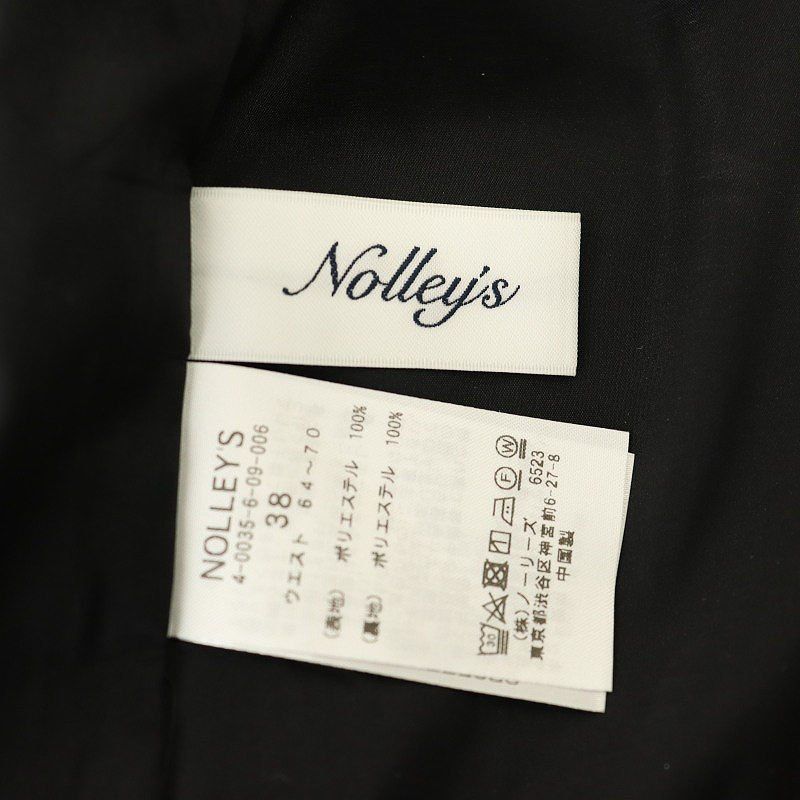 Nolley's
NOLLEY'S
4-0035-6-09-006
38
ウエスト 64～70
(表地) ポリエステル 100%
(裏地) ポリエステル 100%
30
F W
(株)ノーリーズ 6523
東京都渋谷区神宮前6-27-8
中国製